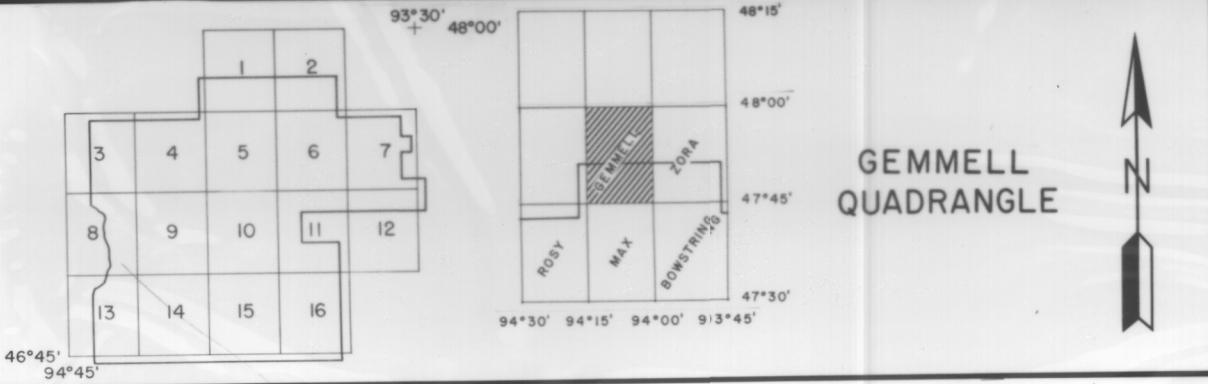 93°30'
48°00'
1 2
3 4 5 6 7
8 9 10 11 12
13 14 15 16
46°45'
94°45'
48°15'
48°00'
GEMMELL
ZORA
47°45'
ROSY
MAX
BOWSTRING
47°30'
94°30' 94°15' 94°00' 93°45'
GEMMELL
QUADRANGLE
N